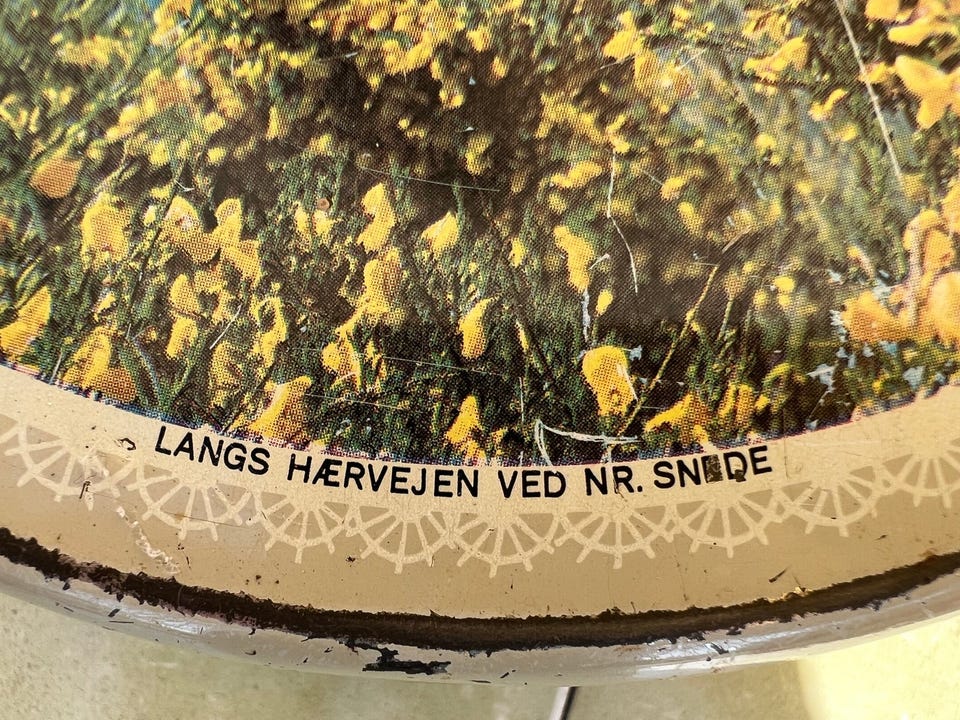 LANGS HÆRVEJEN VED NR. SNEDE